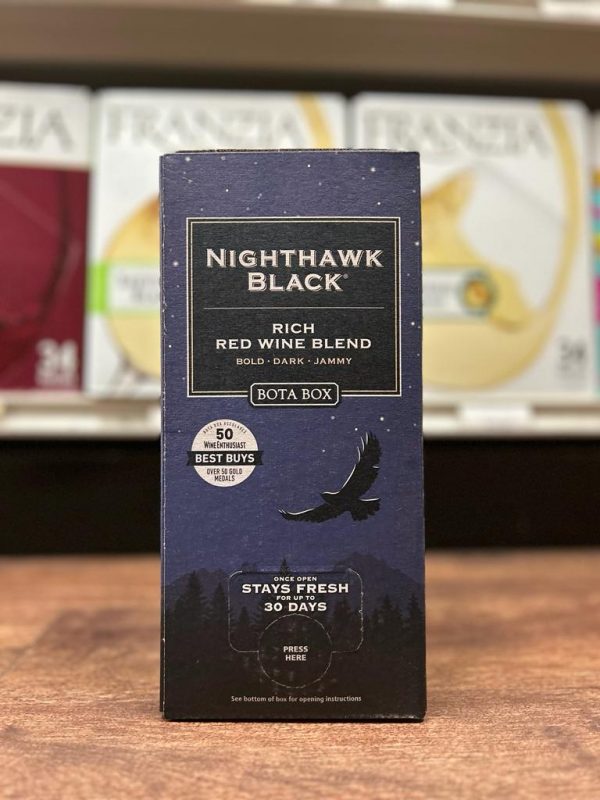 FRANZIA
FRANZIA
NIGHTHAWK
BLACK®
RICH
RED WINE BLEND
BOLD · DARK · JAMMY
BOTA BOX
50
WINE ENTHUSIAST
BEST BUYS
OVER 50 GOLD
MEDALS
ONCE OPEN
STAYS FRESH
FOR UP TO
30 DAYS
PRESS
HERE
See bottom of box for opening instructions